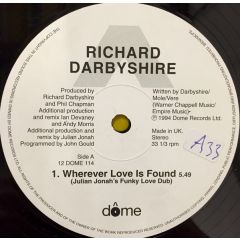 RICHARD
DARBYSHIRE
Produced by
Richard Darbyshire
and Phil Chapman
Additional production
and remix Ian Devaney
and Andy Morris
Additional production
and remix by Julian Jonah
Programmed by John Gould
Written by Darbyshire/
Mole/Vere
(Warner Chappell Music/
Empire Music)
℗ 1994 Dome Records Ltd.
Made in UK.
Stereo
33 1/3 rpm
A33
Side A
12 DOME 114
1. Wherever Love Is Found 5.49
(Julian Jonah's Funky Love Dub)
dôme